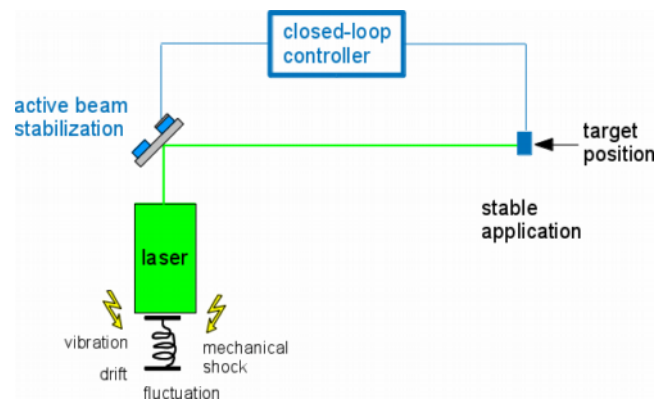 closed-loop
controller
active beam
stabilization
target
position
stable
application
laser
vibration
mechanical
shock
drift
fluctuation